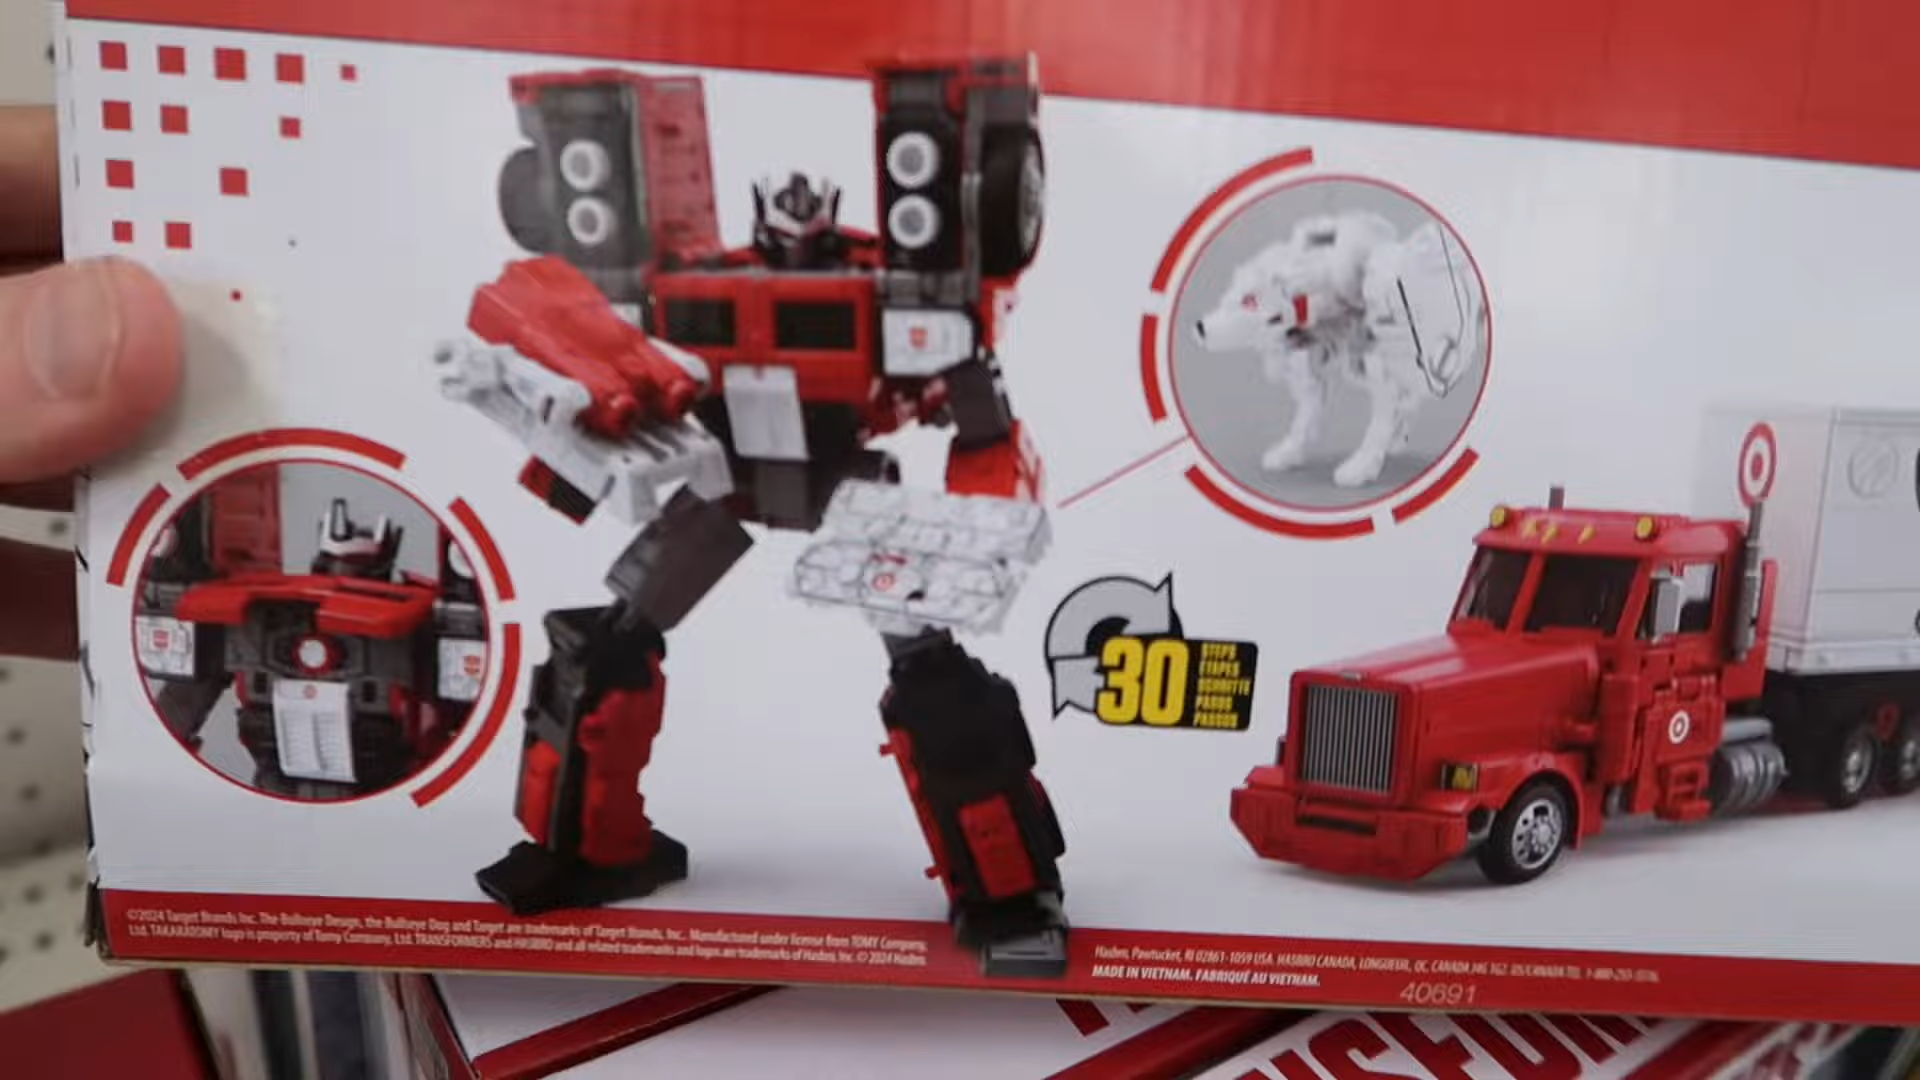 30
STEPS
ETAPES
SCHRITTE
PASOS
PASSOS
©2024 Target Brands, Inc. The Bullseye Design, the Bullseye Dog and Target are trademarks of Target Brands, Inc. Manufactured under license from TOMY Company,
Ltd. TAKARATOMY logo is property of Tomy Company, Ltd. TRANSFORMERS and HASBRO and all related trademarks and logos are trademarks of Hasbro, Inc. © 2024 Hasbro
Hasbro, Pawtucket, RI 02861-1059 USA. HASBRO CANADA, LONGUEUIL, QC, CANADA J4G 1G2. US/CANADA TEL.
MADE IN VIETNAM. FABRIQUÉ AU VIETNAM.
40691